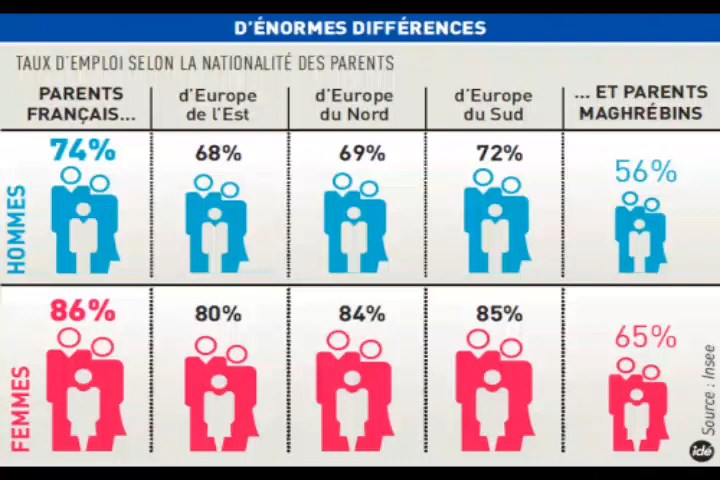 D'ÉNORMES DIFFÉRENCES
TAUX D'EMPLOI SELON LA NATIONALITÉ DES PARENTS
PARENTS
FRANÇAIS...
d'Europe
de l'Est
d'Europe
du Nord
d'Europe
du Sud
... ET PARENTS
MAGHRÉBINS
HOMMES
74%
68%
69%
72%
56%
FEMMES
86%
80%
84%
85%
65%
Source : Insee
idé